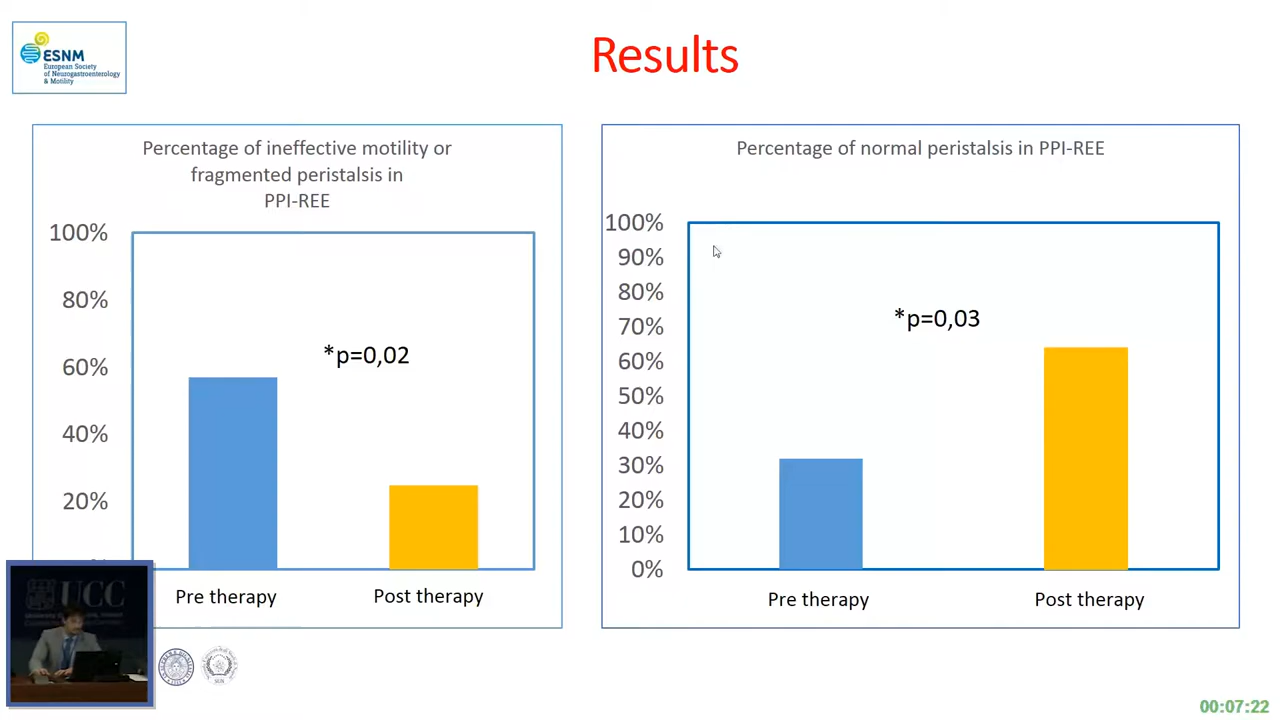 ESNM
European Society
of Neurogastroenterology
& Motility
Results
Percentage of ineffective motility or
fragmented peristalsis in
PPI-REE
100%
80%
60%
40%
20%
*p=0,02
Pre therapy
Post therapy
Percentage of normal peristalsis in PPI-REE
100%
90%
80%
70%
60%
50%
40%
30%
20%
10%
0%
*p=0,03
Pre therapy
Post therapy
UCC
00:07:22